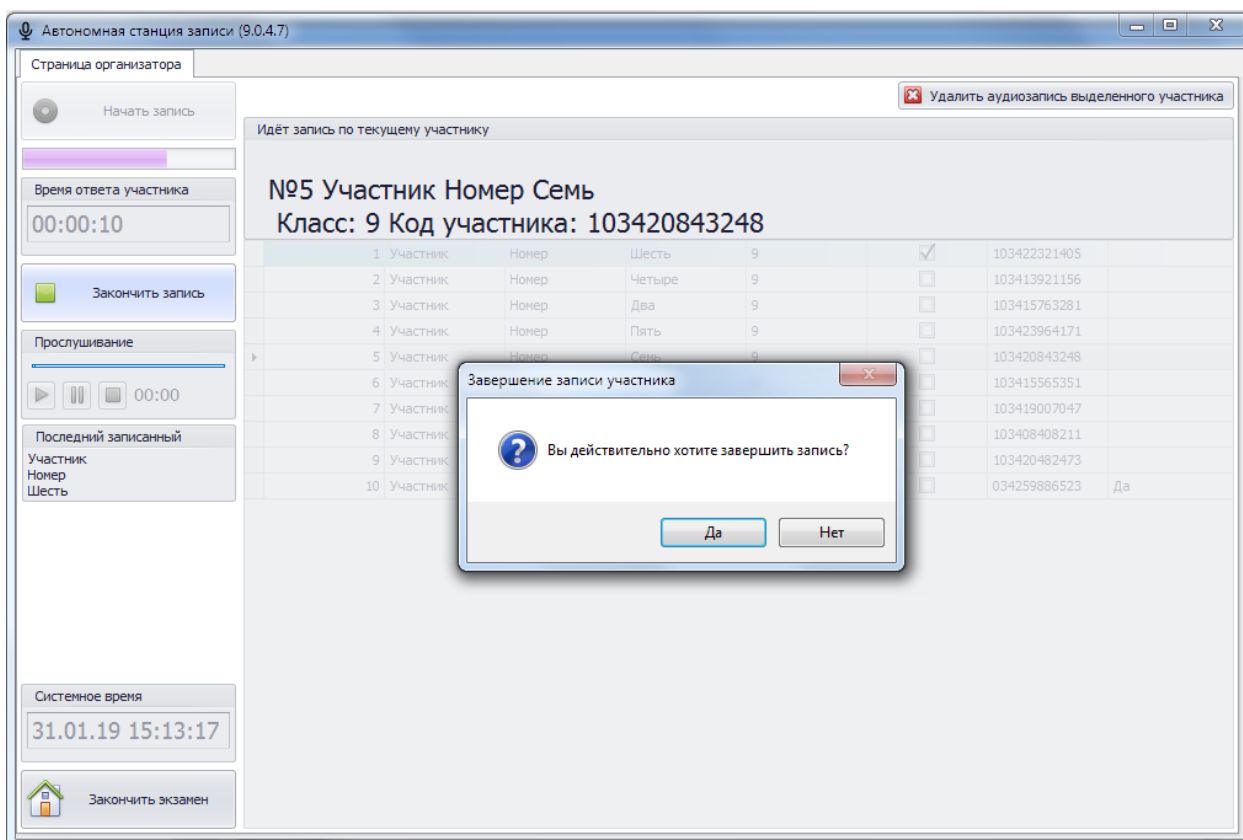 Автономная станция записи (9.0.4.7)
Страница организатора
Начать запись
Удалить аудиозапись выделенного участника
Идёт запись по текущему участнику
Время ответа участника
00:00:10
№5 Участник Номер Семь
Класс: 9 Код участника: 103420843248
Закончить запись
Прослушивание
00:00
Последний записанный
Участник
Номер
Шесть
1 Участник Номер Шесть 9 103422321405
2 Участник Номер Четыре 9 103413921156
3 Участник Номер Два 9 103415763281
4 Участник Номер Пять 9 103423964171
5 Участник Номер Семь 9 103420843248
6 Участник 103415565351
7 Участник 103419007047
8 Участник 103408408211
9 Участник 103420482473
10 Участник 034259886523 Да
Завершение записи участника
Вы действительно хотите завершить запись?
Да Нет
Системное время
31.01.19 15:13:17
Закончить экзамен